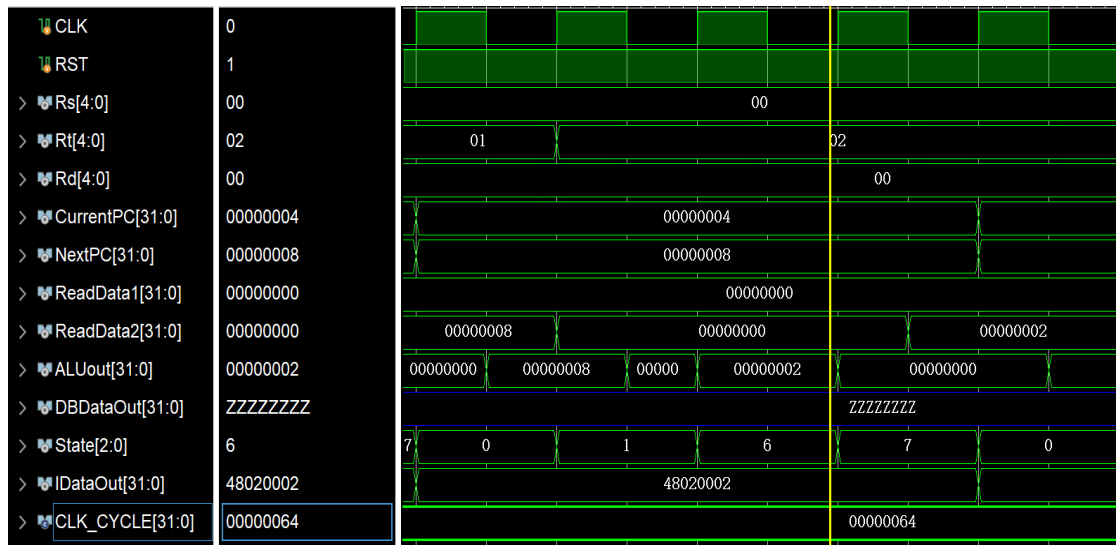 CLK 0
RST 1
Rs[4:0] 00 00
Rt[4:0] 02 01 02
Rd[4:0] 00 00
CurrentPC[31:0] 00000004 00000004
NextPC[31:0] 00000008 00000008
ReadData1[31:0] 00000000 00000000
ReadData2[31:0] 00000000 00000008 00000000 00000002
ALUout[31:0] 00000002 00000000 00000008 00000 00000002 00000000
DBDataOut[31:0] ZZZZZZZZ ZZZZZZZZ
State[2:0] 6 7 0 1 6 7 0
IDataOut[31:0] 48020002 48020002
CLK_CYCLE[31:0] 00000064 00000064